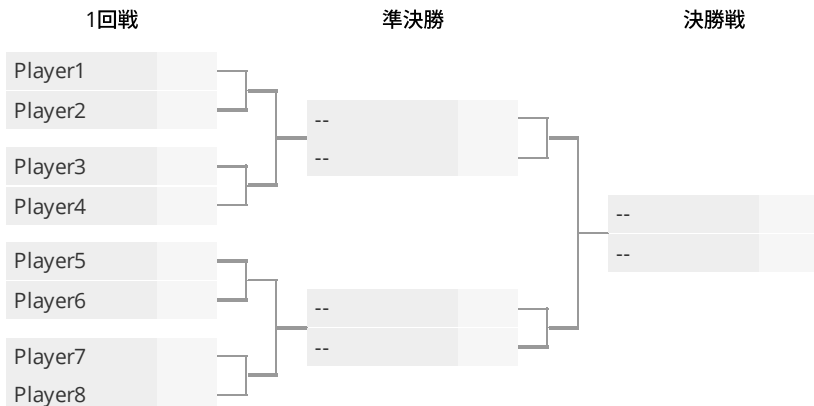 1回戦
準決勝
決勝戦
Player1
Player2
Player3
Player4
Player5
Player6
Player7
Player8
--
--
--
--
--
--